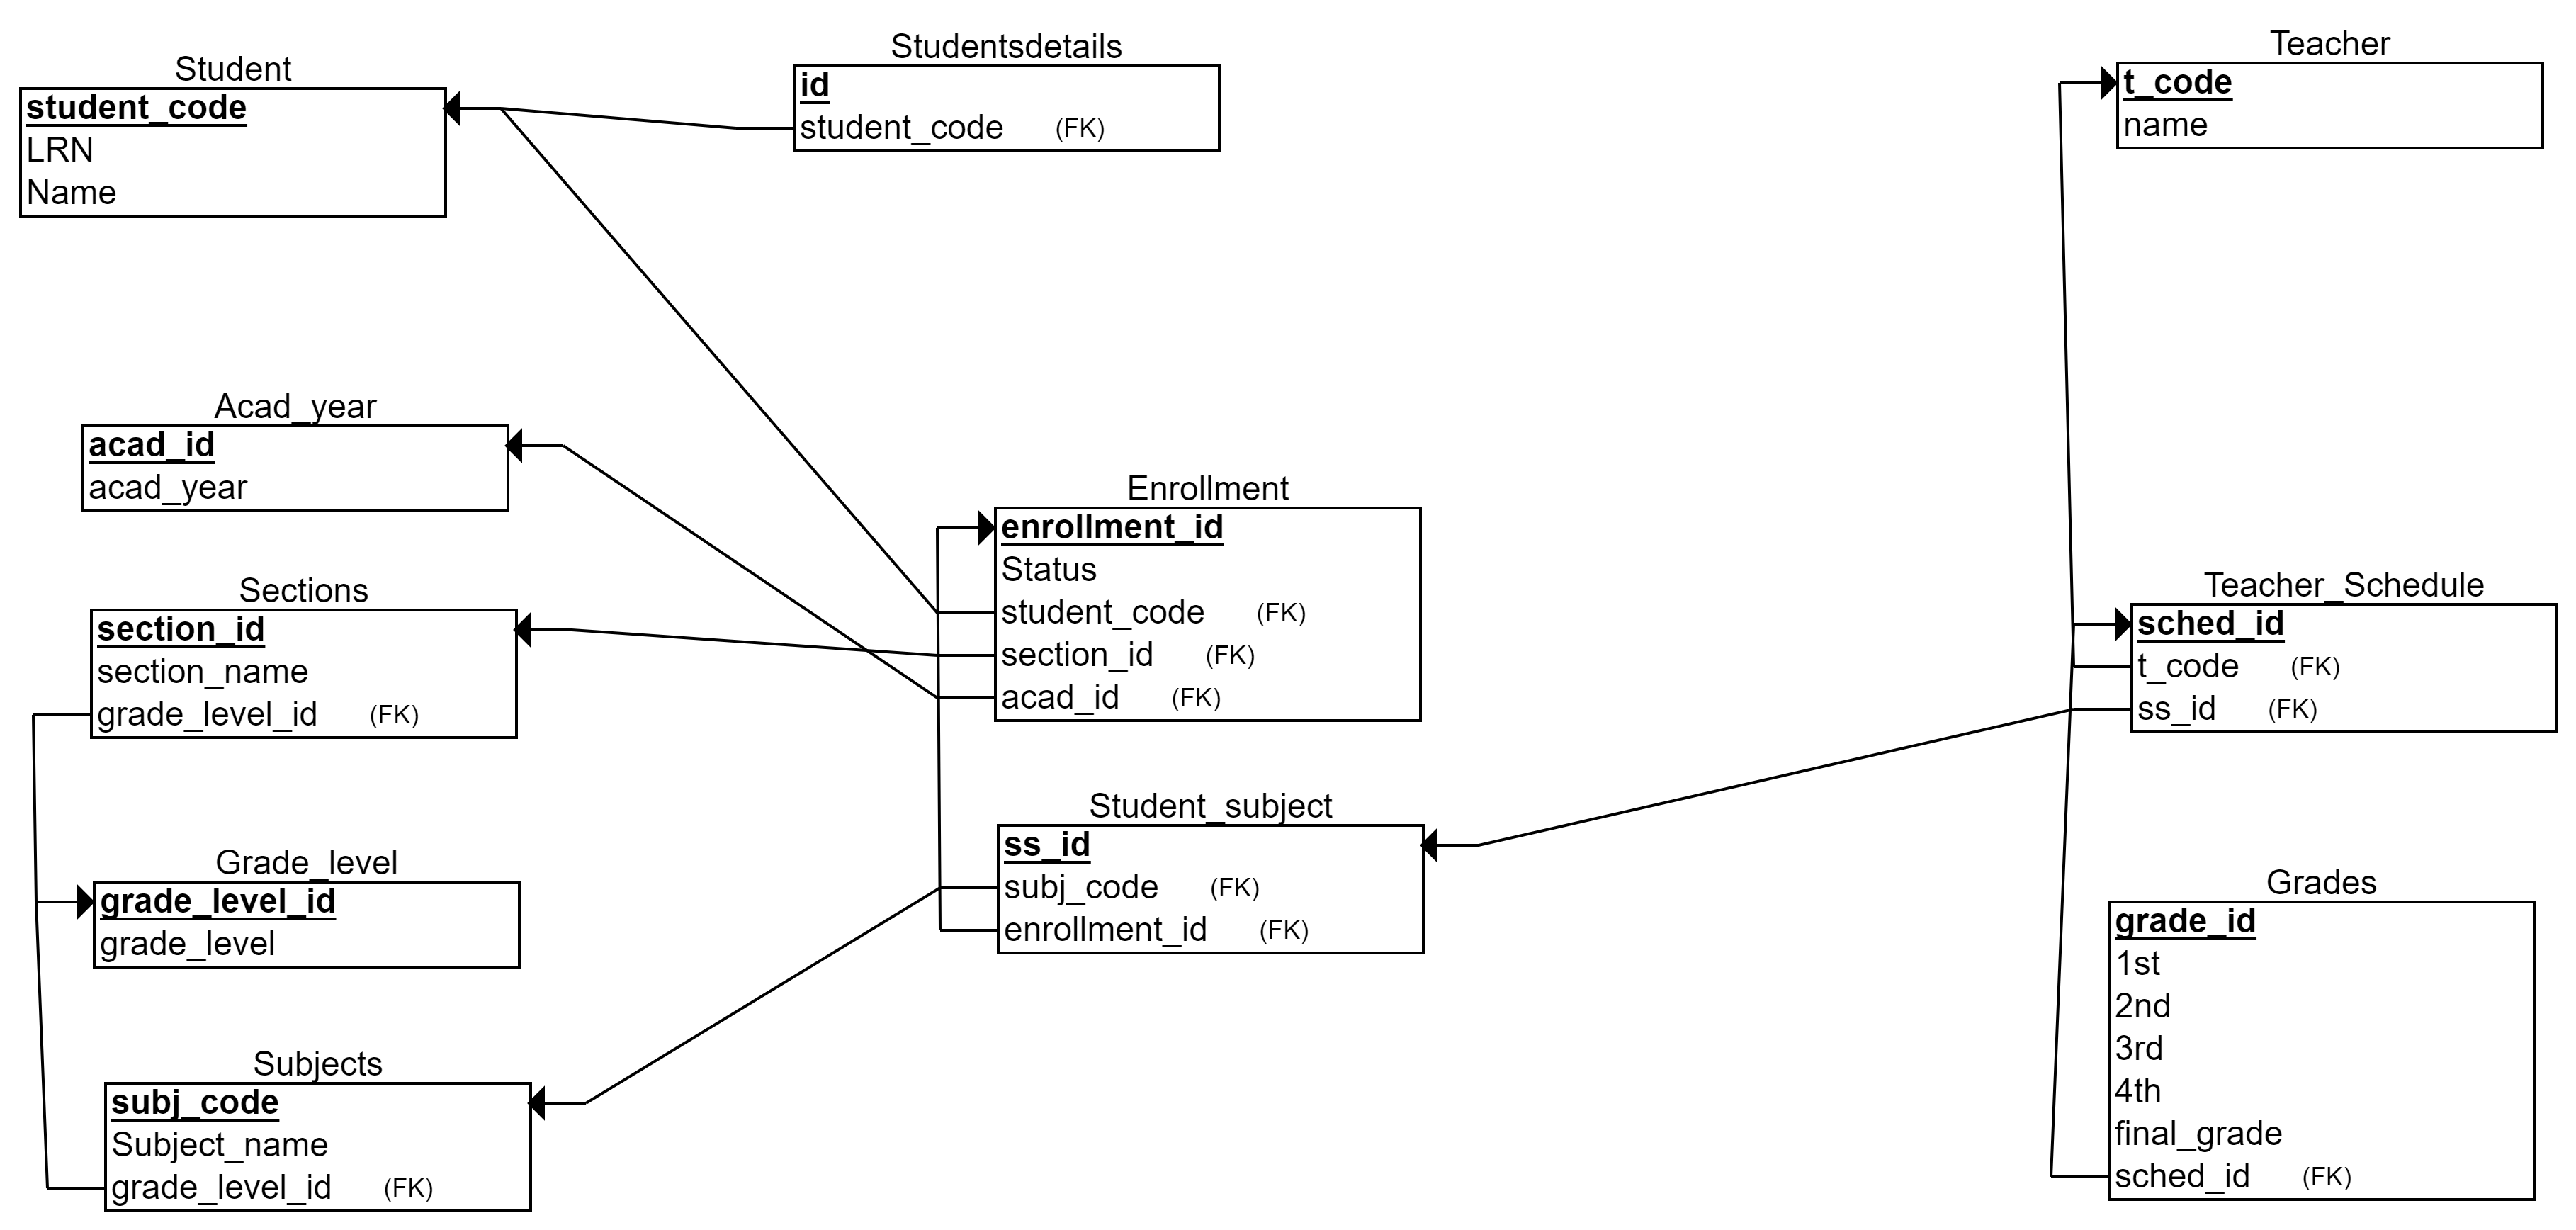 Student
student_code
LRN
Name
Studentsdetails
id
student_code (FK)
Teacher
t_code
name
Acad_year
acad_id
acad_year
Enrollment
enrollment_id
Status
student_code (FK)
section_id (FK)
acad_id (FK)
Sections
section_id
section_name
grade_level_id (FK)
Teacher_Schedule
sched_id
t_code (FK)
ss_id (FK)
Student_subject
ss_id
subj_code (FK)
enrollment_id (FK)
Grade_level
grade_level_id
grade_level
Grades
grade_id
1st
2nd
3rd
4th
final_grade
sched_id (FK)
Subjects
subj_code
Subject_name
grade_level_id (FK)